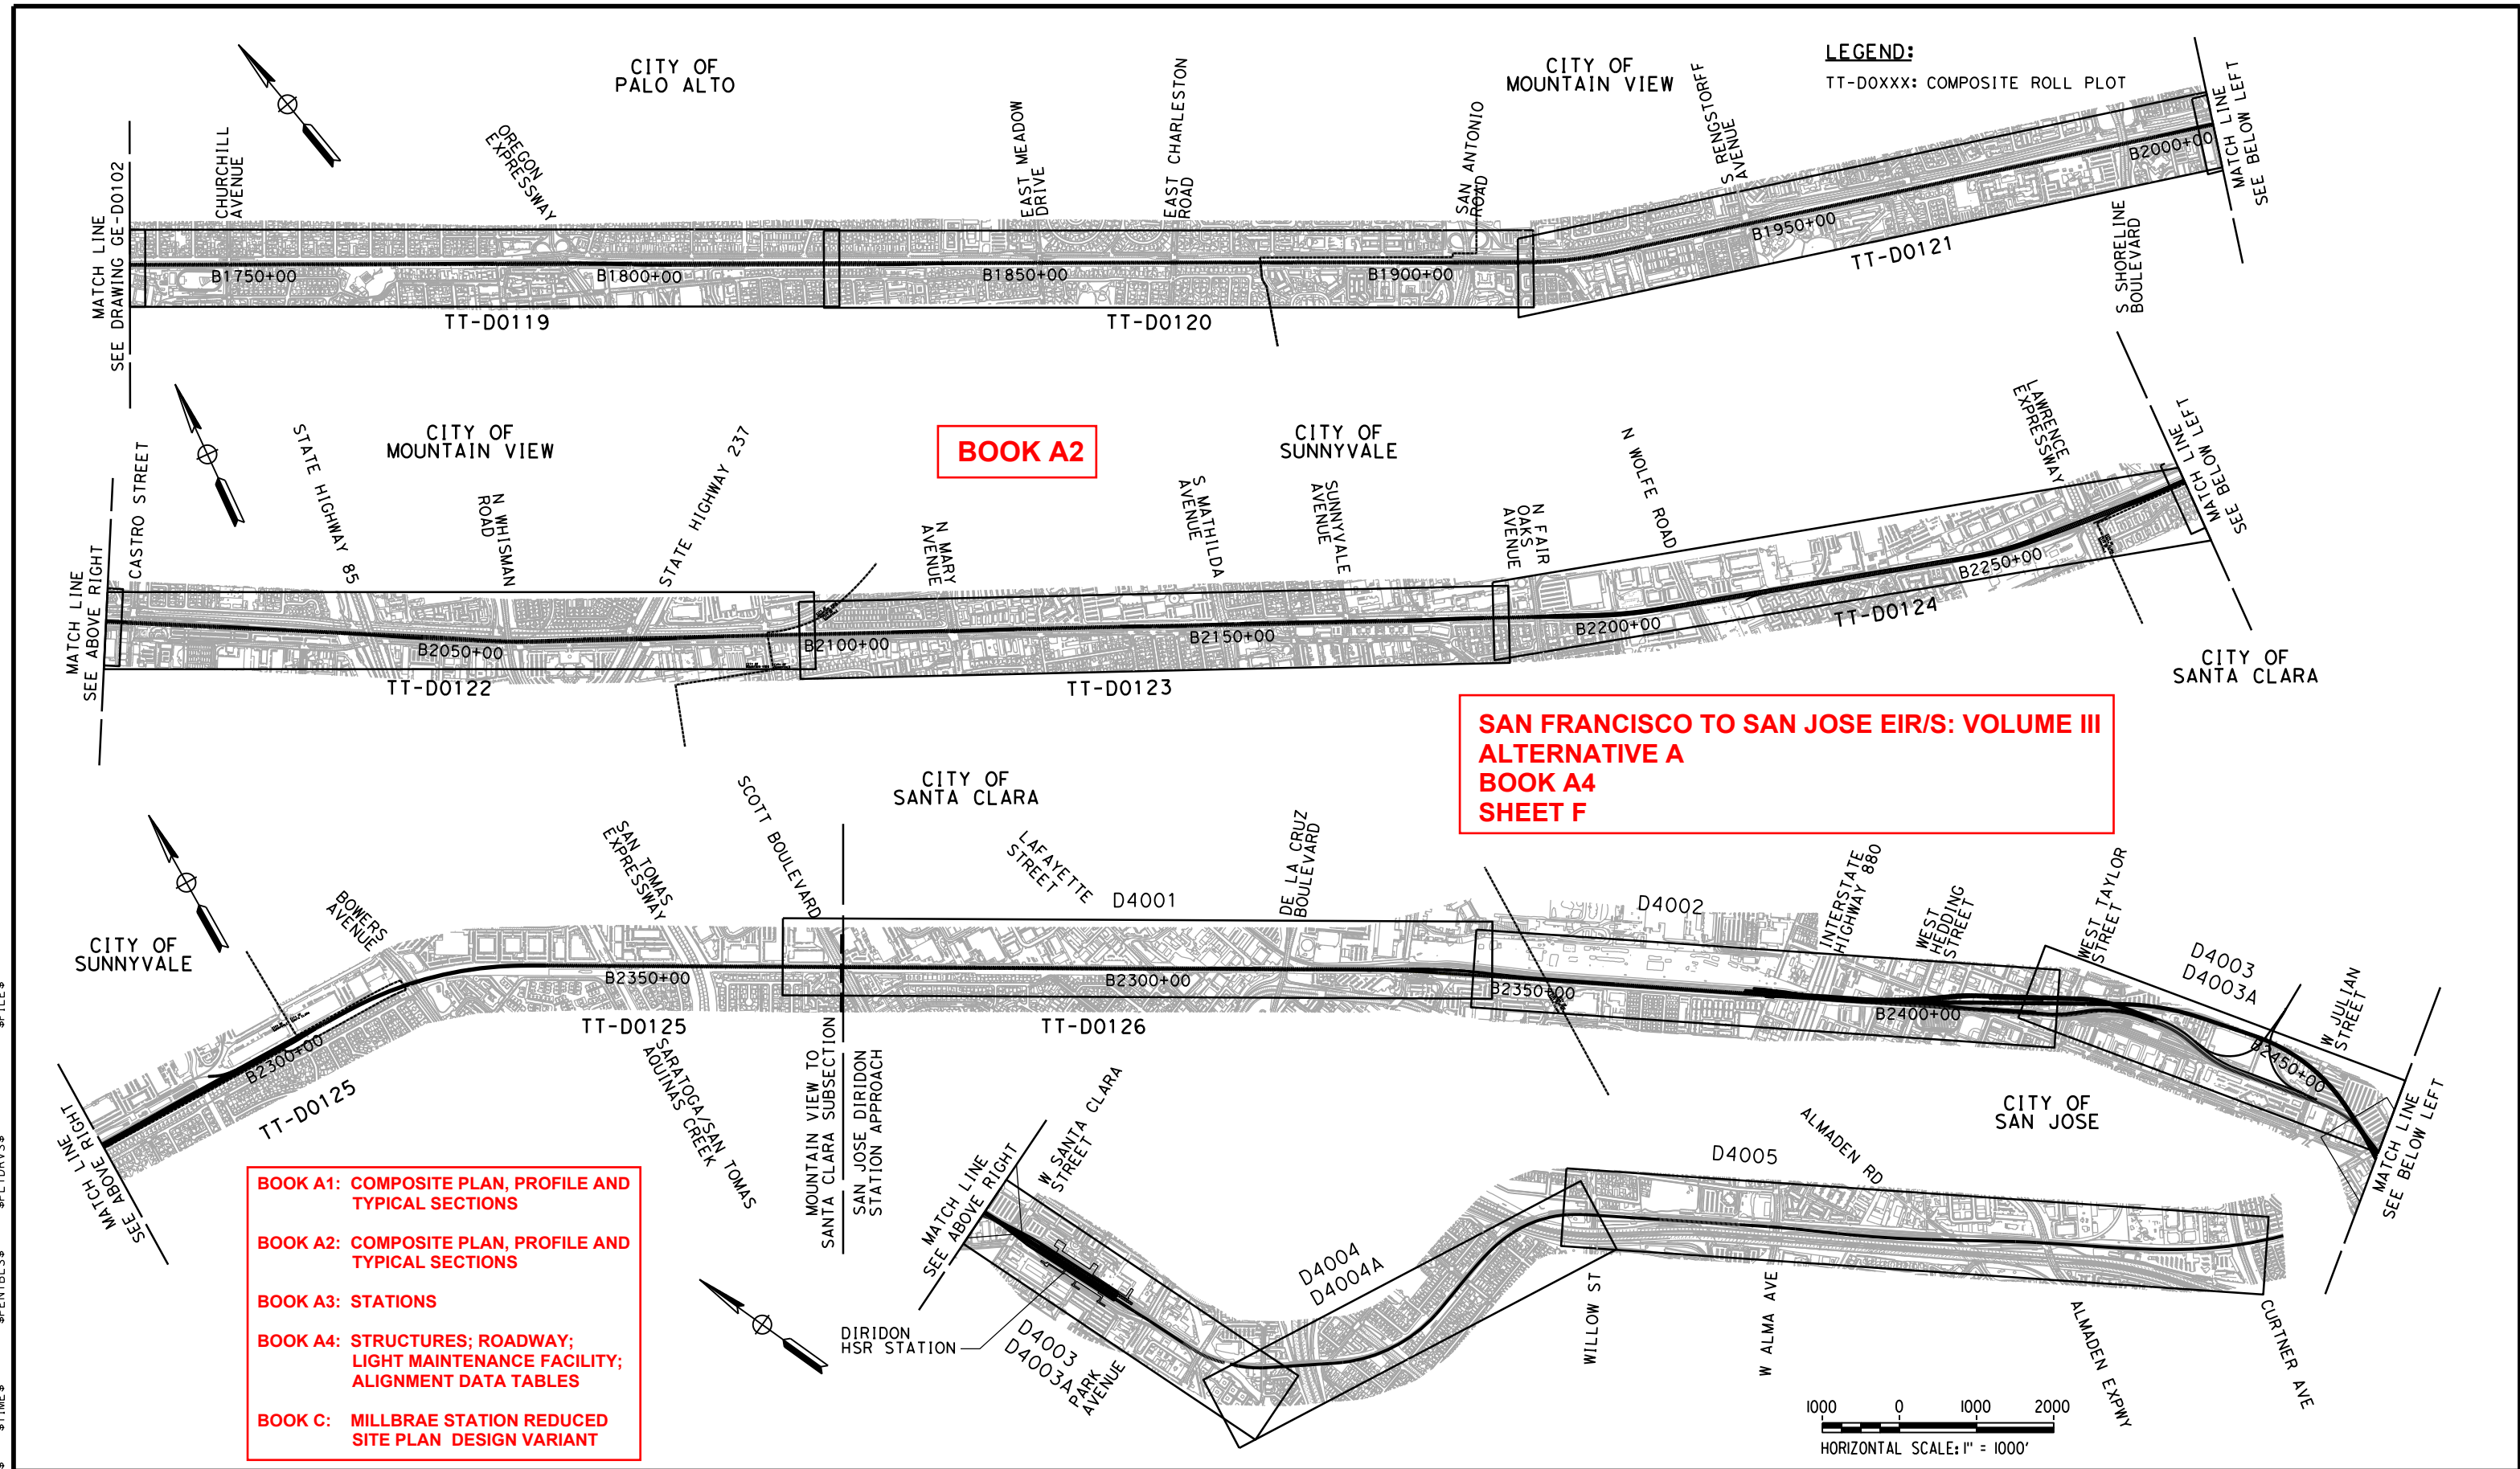 LEGEND:
TT-D0XXX: COMPOSITE ROLL PLOT
CITY OF
PALO ALTO
CITY OF
MOUNTAIN VIEW
MATCH LINE
SEE DRAWING GE-D0102
CHURCHILL
AVENUE
OREGON
EXPRESSWAY
EAST MEADOW
DRIVE
EAST CHARLESTON
ROAD
SAN ANTONIO
ROAD
S RENGSTORFF
AVENUE
S SHORELINE
BOULEVARD
MATCH LINE
SEE BELOW LEFT
B1750+00
B1800+00
B1850+00
B1900+00
B1950+00
B2000+00
TT-D0119
TT-D0120
TT-D0121
CITY OF
MOUNTAIN VIEW
BOOK A2
CITY OF
SUNNYVALE
MATCH LINE
SEE ABOVE RIGHT
CASTRO STREET
STATE HIGHWAY 85
N WHISMAN
ROAD
STATE HIGHWAY 237
N MARY
AVENUE
S MATHILDA
AVENUE
SUNNYVALE
AVENUE
N FAIR
OAKS
AVENUE
N WOLFE ROAD
LAWRENCE
EXPRESSWAY
MATCH LINE
SEE BELOW LEFT
B2050+00
B2100+00
B2150+00
B2200+00
B2250+00
TT-D0122
TT-D0123
TT-D0124
CITY OF
SANTA CLARA
SAN FRANCISCO TO SAN JOSE EIR/S: VOLUME III
ALTERNATIVE A
BOOK A4
SHEET F
CITY OF
SANTA CLARA
CITY OF
SUNNYVALE
MATCH LINE
SEE ABOVE RIGHT
BOWERS
AVENUE
SAN TOMAS
EXPRESSWAY
SCOTT BOULEVARD
LAFAYETTE
STREET
D4001
DE LA CRUZ
BOULEVARD
D4002
INTERSTATE
HIGHWAY 880
WEST
HEDDING
STREET
WEST TAYLOR
STREET
D4003
D4003A
W JULIAN
STREET
B2300+00
B2350+00
B2300+00
B2350+00
B2400+00
B2450+00
TT-D0125
TT-D0125
TT-D0126
SARATOGA/SAN TOMAS
AQUINAS CREEK
MOUNTAIN VIEW TO
SANTA CLARA SUBSECTION
SAN JOSE DIRIDON
STATION APPROACH
CITY OF
SAN JOSE
MATCH LINE
SEE BELOW LEFT
MATCH LINE
SEE ABOVE RIGHT
W SANTA CLARA
STREET
DIRIDON
HSR STATION
D4003
D4003A
PARK
AVENUE
D4004
D4004A
D4005
ALMADEN RD
WILLOW ST
W ALMA AVE
ALMADEN EXPWY
CURTNER AVE
BOOK A1: COMPOSITE PLAN, PROFILE AND
TYPICAL SECTIONS
BOOK A2: COMPOSITE PLAN, PROFILE AND
TYPICAL SECTIONS
BOOK A3: STATIONS
BOOK A4: STRUCTURES; ROADWAY;
LIGHT MAINTENANCE FACILITY;
ALIGNMENT DATA TABLES
BOOK C: MILLBRAE STATION REDUCED
SITE PLAN DESIGN VARIANT
1000 0 1000 2000
HORIZONTAL SCALE: 1" = 1000'